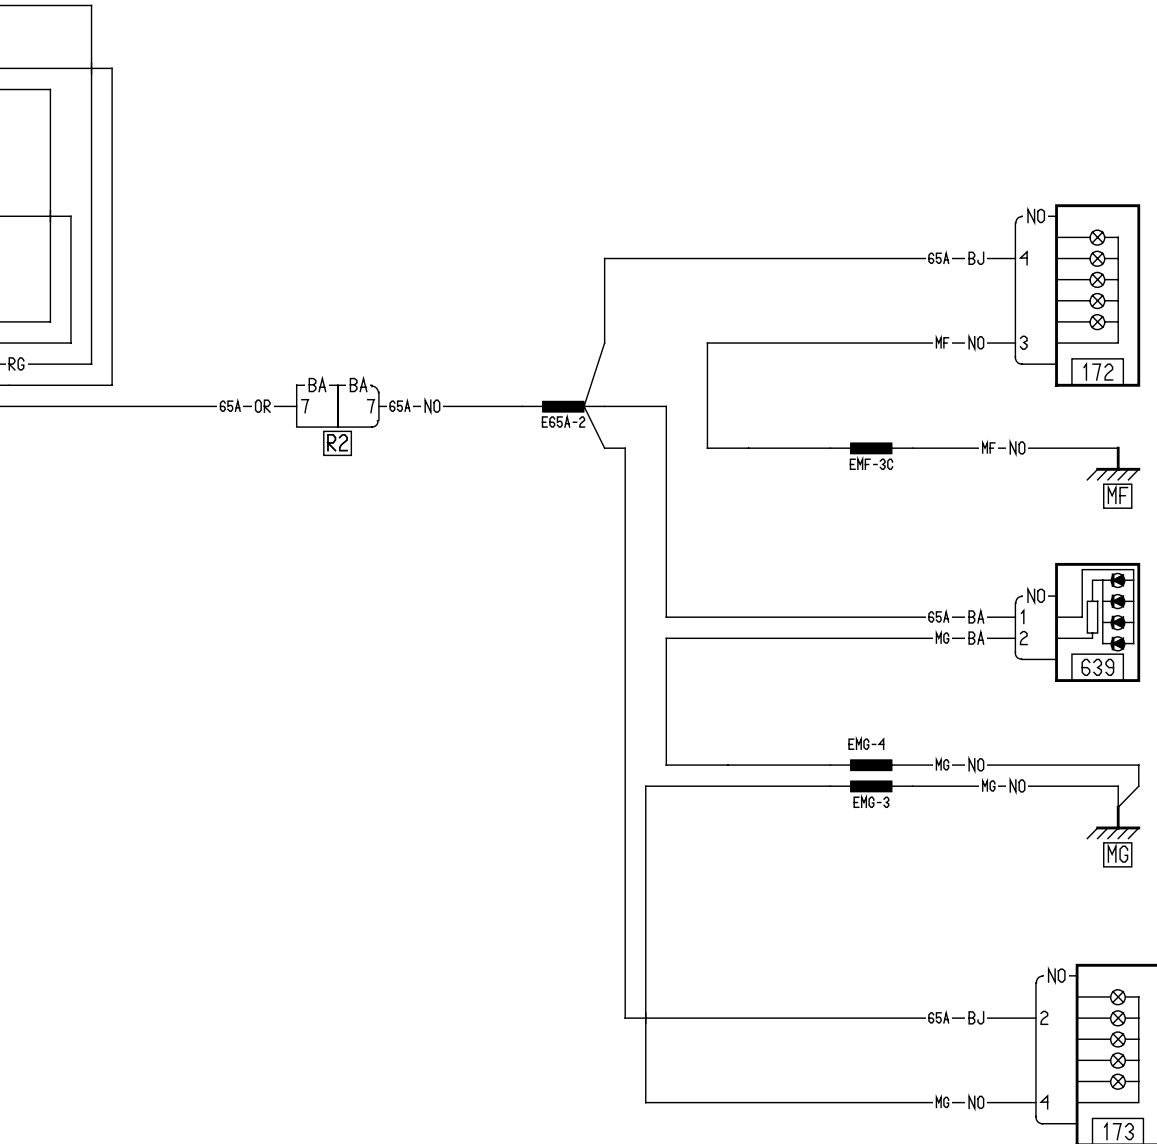 NO
65A BJ 4
MF NO 3
172
RG
BA BA
65A OR 7 7 65A NO
R2
E65A-2
MF NO
EMF-3C
MF
NO
65A BA 1
MG BA 2
639
EMG-4
MG NO
MG NO
EMG-3
MG
NO
65A BJ 2
MG NO 4
173